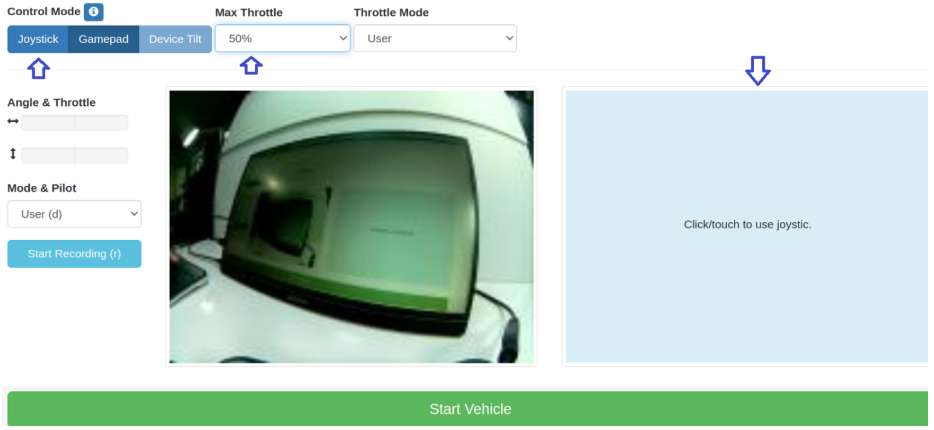 Control Mode
Max Throttle
Throttle Mode
Joystick
Gamepad
Device Tilt
50%
User
Angle & Throttle
Mode & Pilot
User (d)
Start Recording (r)
Click/touch to use joystic.
Start Vehicle